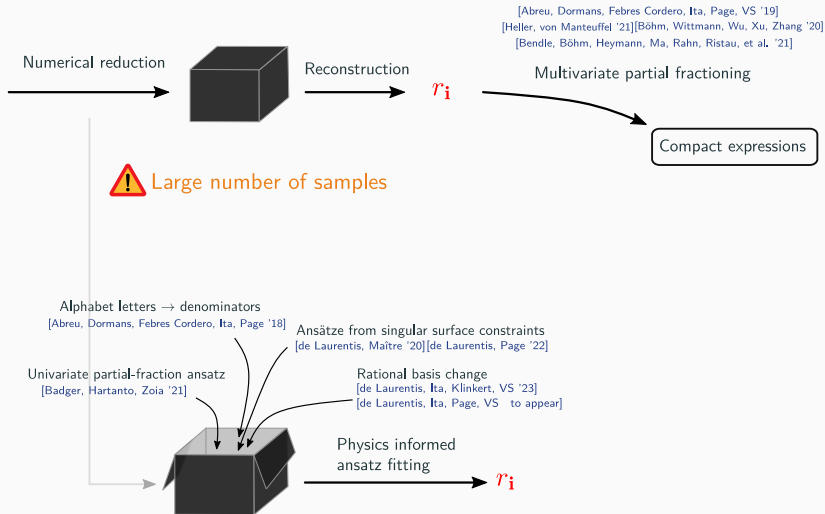 [Abreu, Dormans, Febres Cordero, Ita, Page, VS '19]
[Heller, von Manteuffel '21][Böhm, Wittmann, Wu, Xu, Zhang '20]
[Bendle, Böhm, Heymann, Ma, Rahn, Ristau, et al. '21]
Numerical reduction
Reconstruction
r_i
Multivariate partial fractioning
Compact expressions
! Large number of samples
Alphabet letters → denominators
[Abreu, Dormans, Febres Cordero, Ita, Page '18]
Ansätze from singular surface constraints
[de Laurentis, Maître '20][de Laurentis, Page '22]
Univariate partial-fraction ansatz
[Badger, Hartanto, Zoia '21]
Rational basis change
[de Laurentis, Ita, Klinkert, VS '23]
[de Laurentis, Ita, Page, VS to appear]
Physics informed
ansatz fitting
r_i